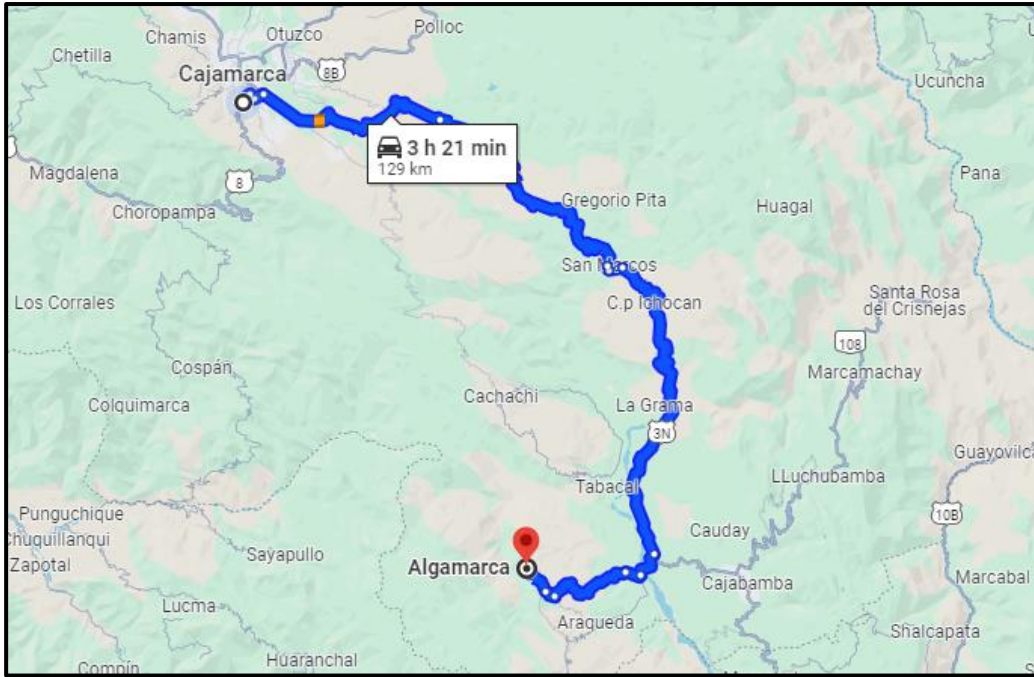 Chamis
Otuzco
Polloc
Chetilla
Cajamarca
8B
Ucuncha
3 h 21 min
129 km
Magdalena
8
Choropampa
Gregorio Pita
Huagal
Pana
San Marcos
Los Corrales
C.p Ichocan
Santa Rosa
del Crisnejas
108
Cospán
Marcamachay
Colquimarca
Cachachi
La Grama
3N
Guayovilca
LLuchubamba
Tabacal
Punguchique
10B
Chuquillanqui
Cauday
Zapotal
Sayapullo
Algamarca
Cajabamba
Marcabal
Lucma
Araqueda
Shalcapata
Huaranchal
Compín